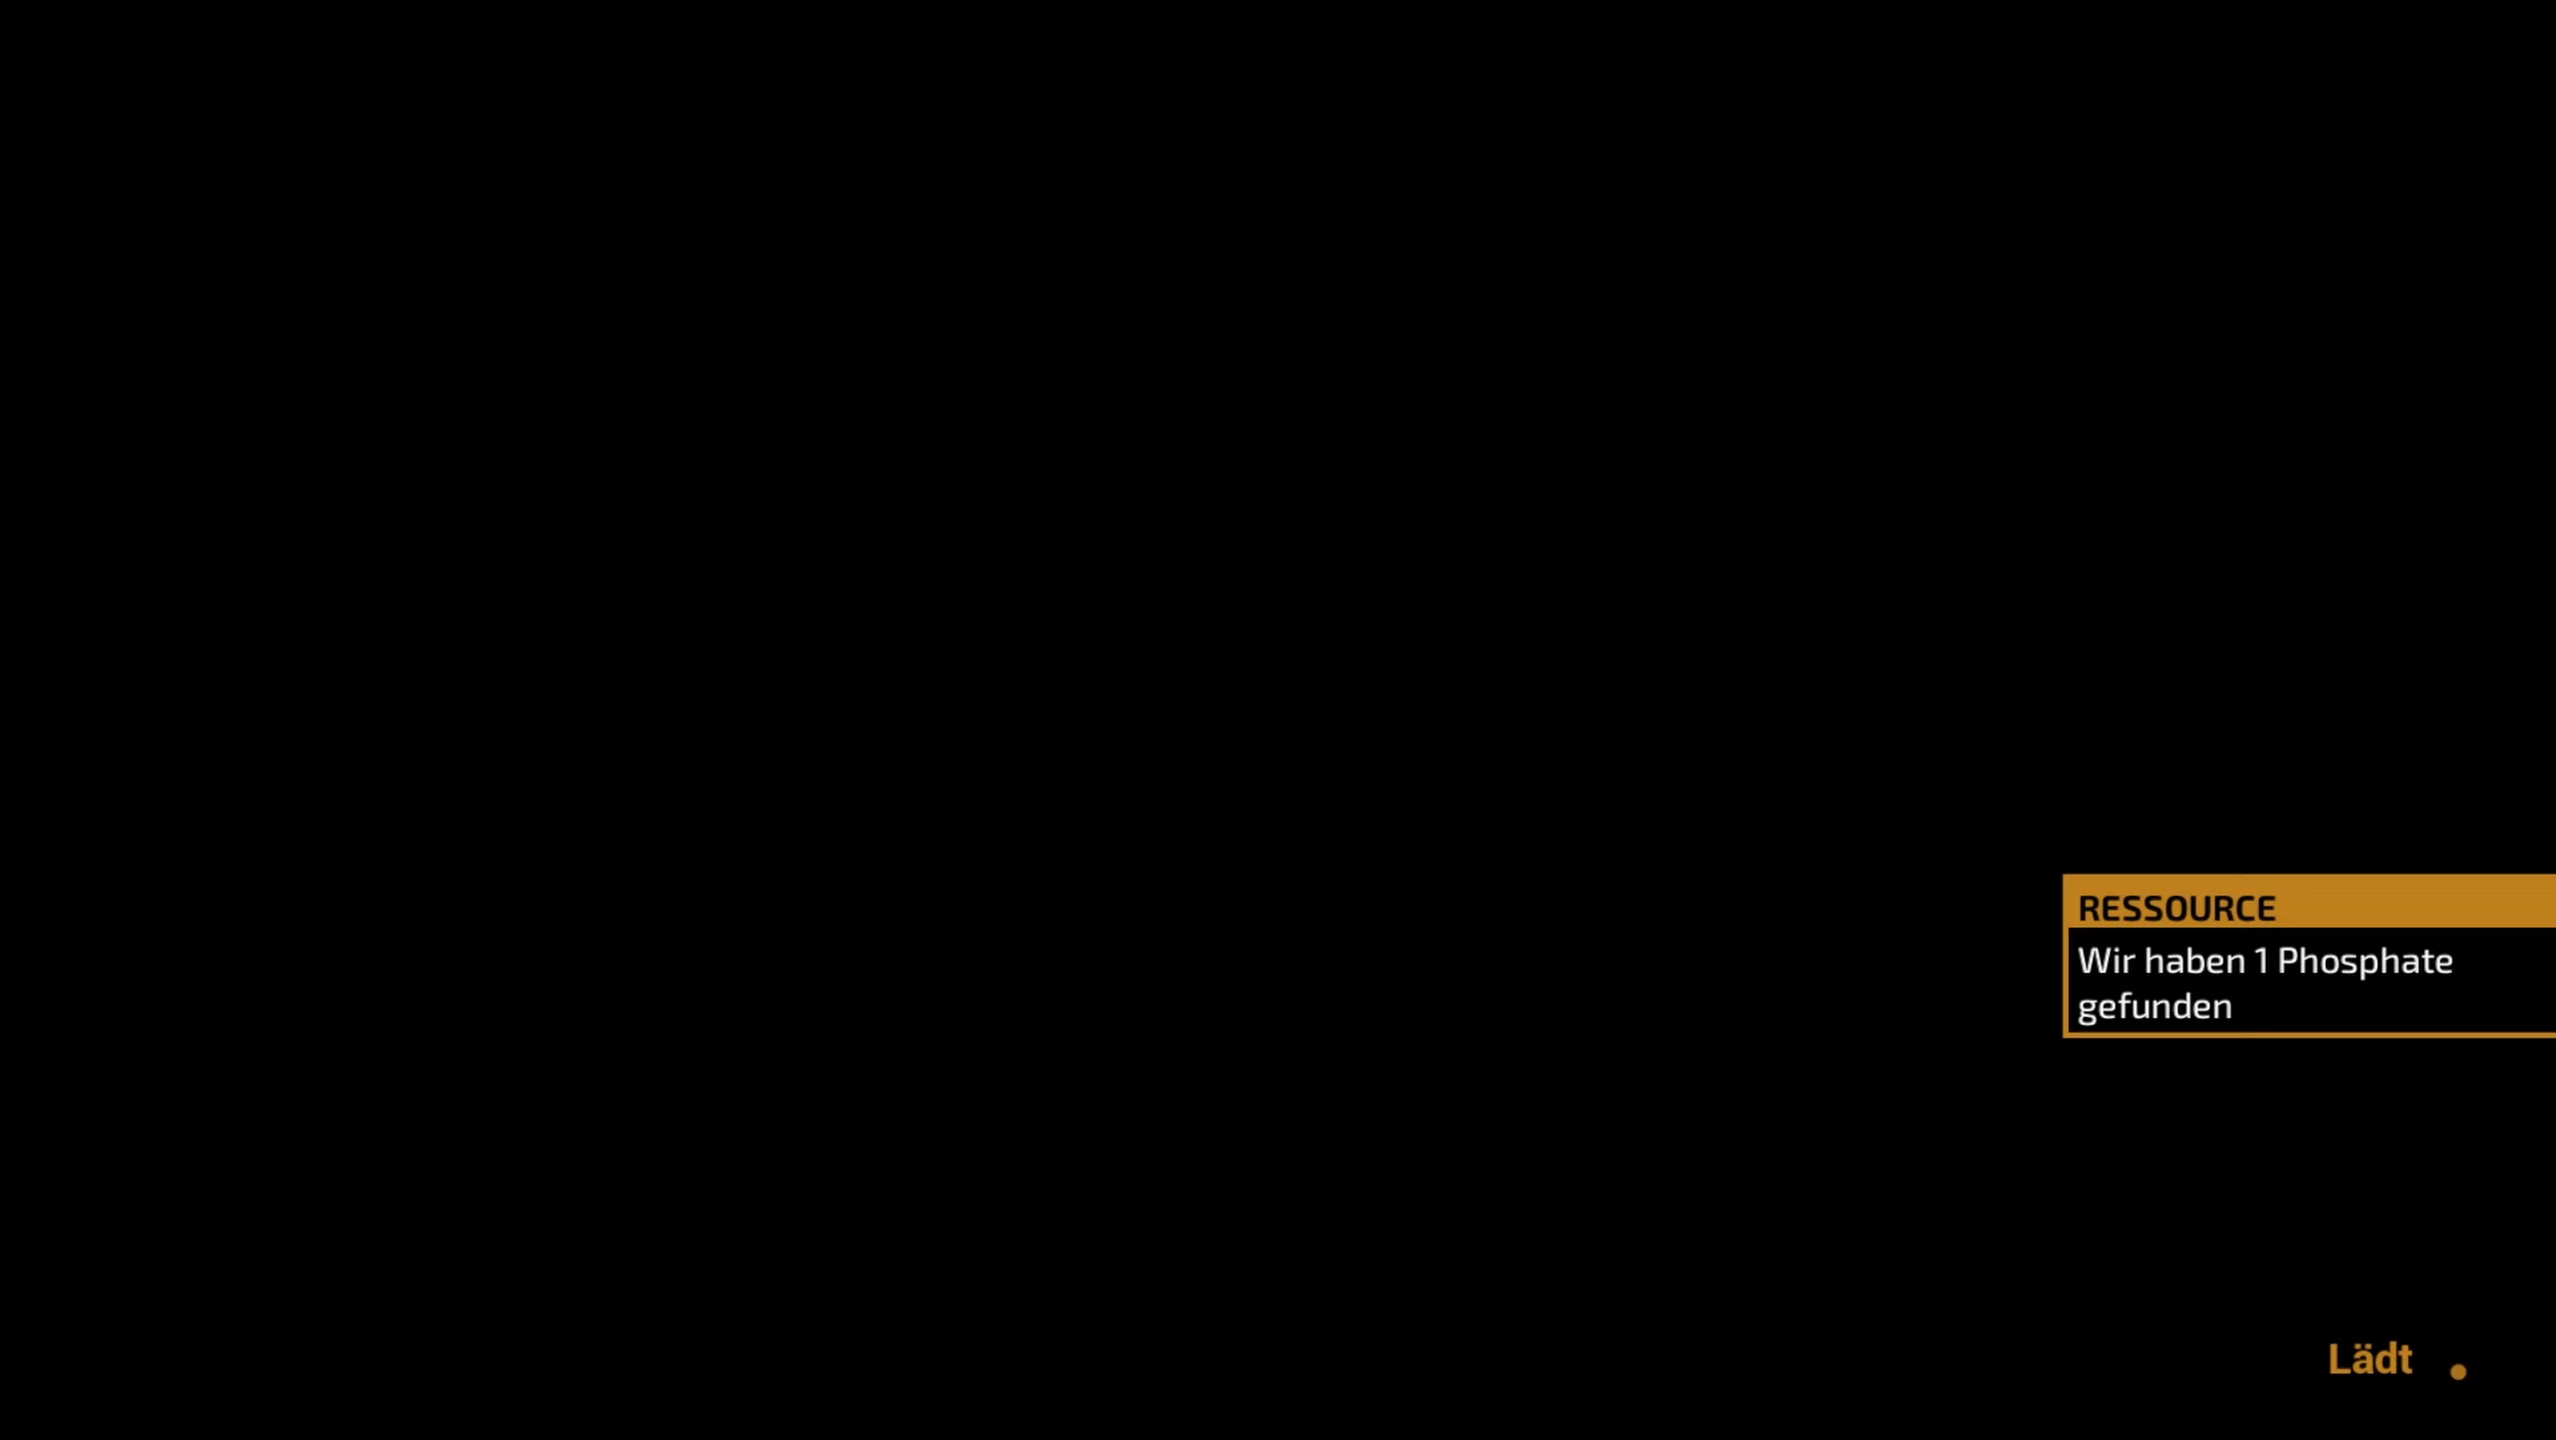 RESSOURCE
Wir haben 1 Phosphate
gefunden
Lädt .